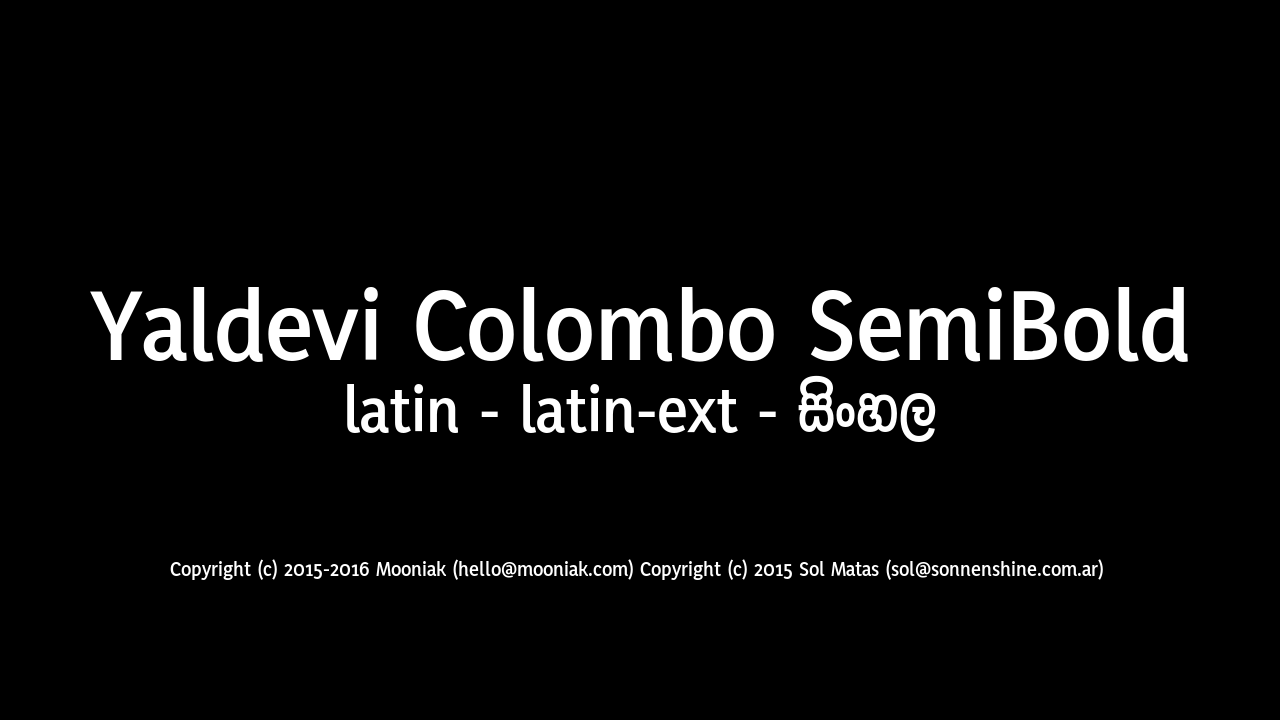 Yaldevi Colombo SemiBold
latin - latin-ext - සිංහල
Copyright (c) 2015-2016 Mooniak (hello@mooniak.com) Copyright (c) 2015 Sol Matas (sol@sonnenshine.com.ar)